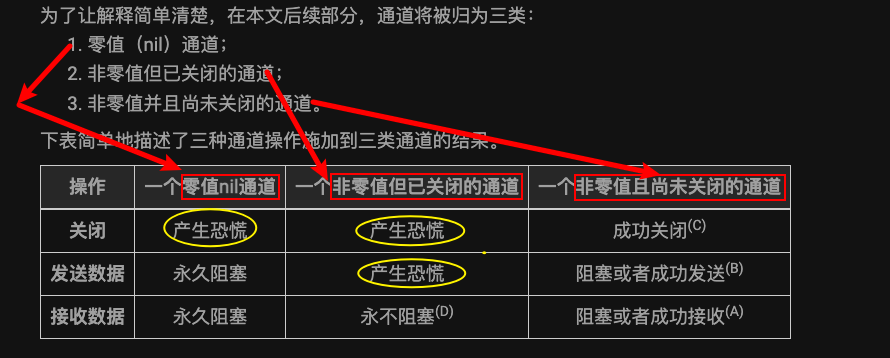 为了让解释简单清楚，在本文后续部分，通道将被归为三类：
1. 零值（nil）通道；
2. 非零值但已关闭的通道；
3. 非零值并且尚未关闭的通道。
下表简单地描述了三种通道操作施加到三类通道的结果。
操作 一个零值nil通道 一个非零值但已关闭的通道 一个非零值且尚未关闭的通道
关闭 产生恐慌 产生恐慌 成功关闭(C)
发送数据 永久阻塞 产生恐慌 阻塞或者成功发送(B)
接收数据 永久阻塞 永不阻塞(D) 阻塞或者成功接收(A)